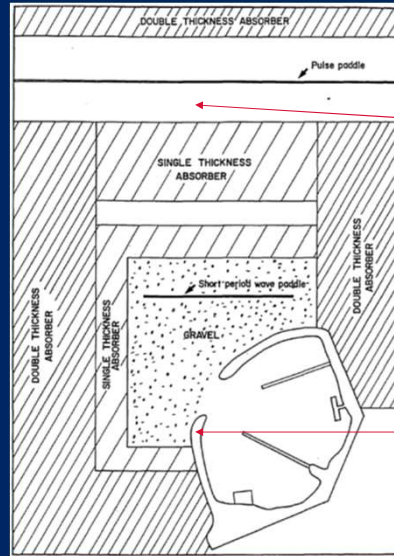 DOUBLE THICKNESS ABSORBER
Pulse paddle
SINGLE THICKNESS
ABSORBER
DOUBLE THICKNESS
ABSORBER
SINGLE THICKNESS
ABSORBER
Short period wave paddle
GRAVEL
DOUBLE THICKNESS
ABSORBER